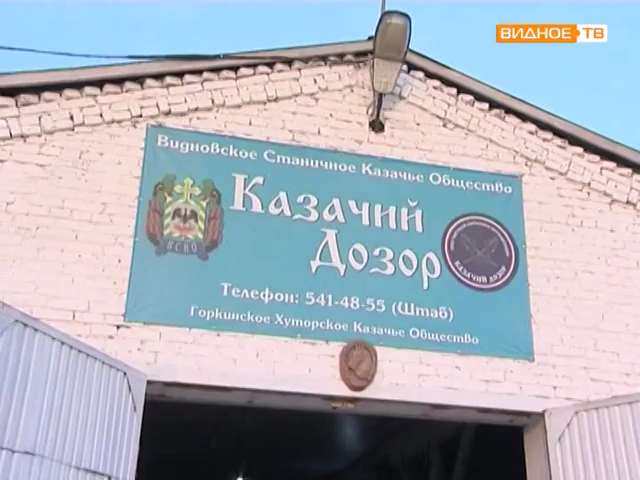 ВИДНОЕ ТВ
Видновское Станичное Казачье Общество
Казачий
Дозор
ВСКО
КАЗАЧИЙ ДОЗОР
Телефон: 541-48-55 (Штаб)
Горкинское Хуторское Казачье Общество